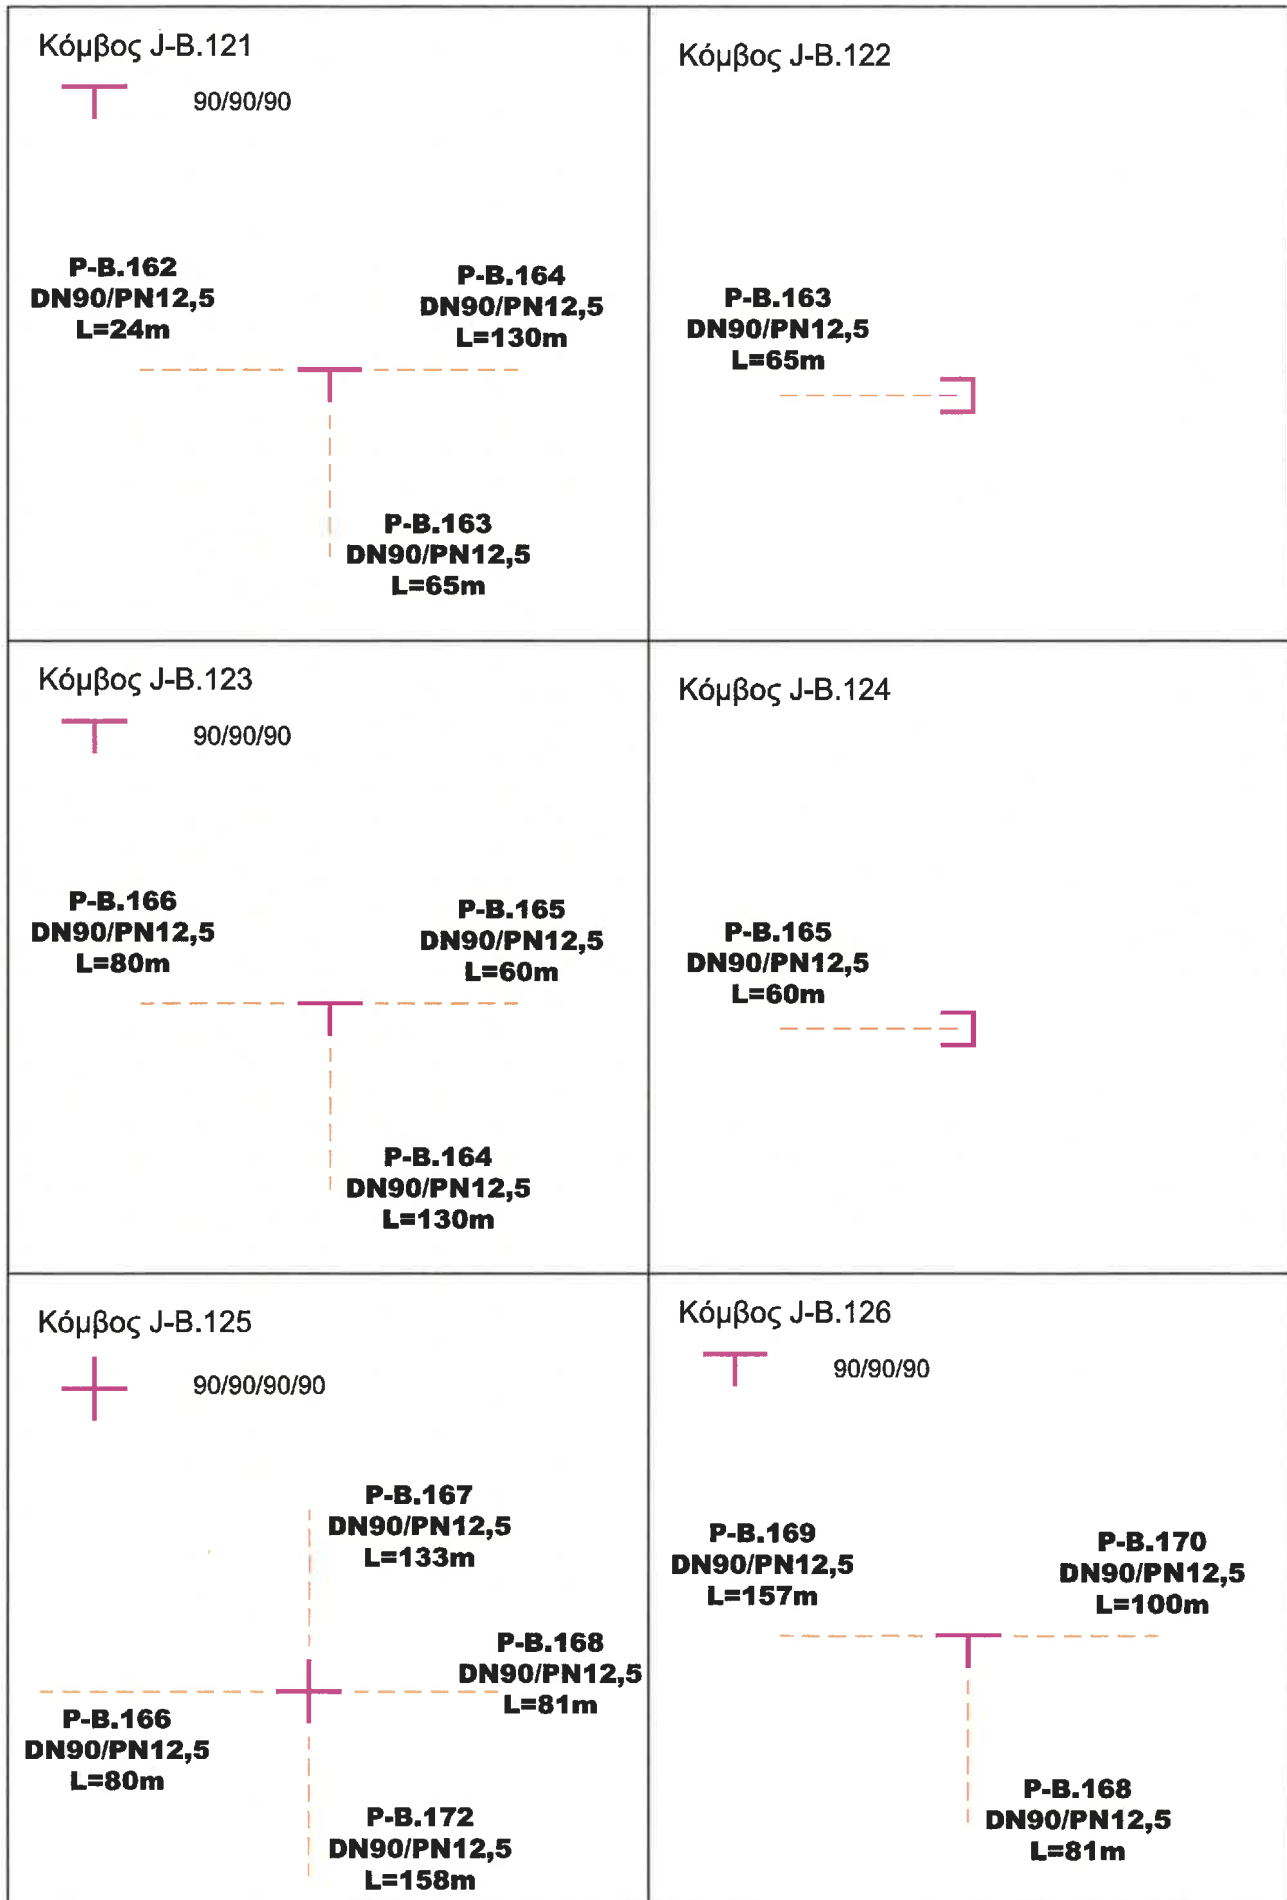 Κόμβος J-B.121
90/90/90
P-B.162
DN90/PN12,5
L=24m
P-B.164
DN90/PN12,5
L=130m
P-B.163
DN90/PN12,5
L=65m
Κόμβος J-B.122
P-B.163
DN90/PN12,5
L=65m
Κόμβος J-B.123
90/90/90
P-B.166
DN90/PN12,5
L=80m
P-B.165
DN90/PN12,5
L=60m
P-B.164
DN90/PN12,5
L=130m
Κόμβος J-B.124
P-B.165
DN90/PN12,5
L=60m
Κόμβος J-B.125
90/90/90/90
P-B.167
DN90/PN12,5
L=133m
P-B.168
DN90/PN12,5
L=81m
P-B.166
DN90/PN12,5
L=80m
P-B.172
DN90/PN12,5
L=158m
Κόμβος J-B.126
90/90/90
P-B.169
DN90/PN12,5
L=157m
P-B.170
DN90/PN12,5
L=100m
P-B.168
DN90/PN12,5
L=81m